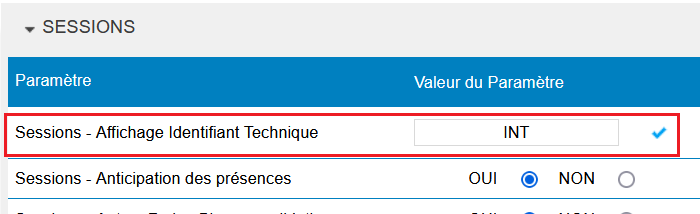 SESSIONS
Paramètre Valeur du Paramètre
Sessions - Affichage Identifiant Technique INT
Sessions - Anticipation des présences OUI NON